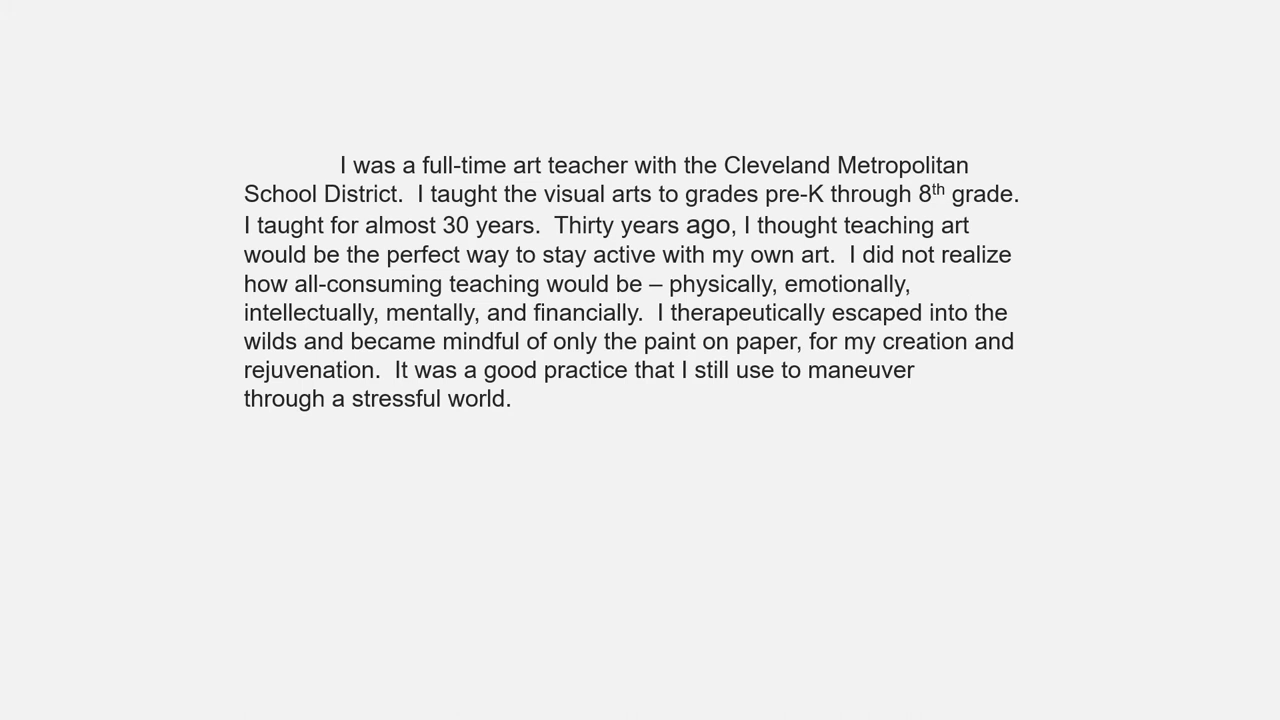 I was a full-time art teacher with the Cleveland Metropolitan
School District.  I taught the visual arts to grades pre-K through 8th grade.
I taught for almost 30 years.  Thirty years ago, I thought teaching art
would be the perfect way to stay active with my own art.  I did not realize
how all-consuming teaching would be – physically, emotionally,
intellectually, mentally, and financially.  I therapeutically escaped into the
wilds and became mindful of only the paint on paper, for my creation and
rejuvenation.  It was a good practice that I still use to maneuver
through a stressful world.